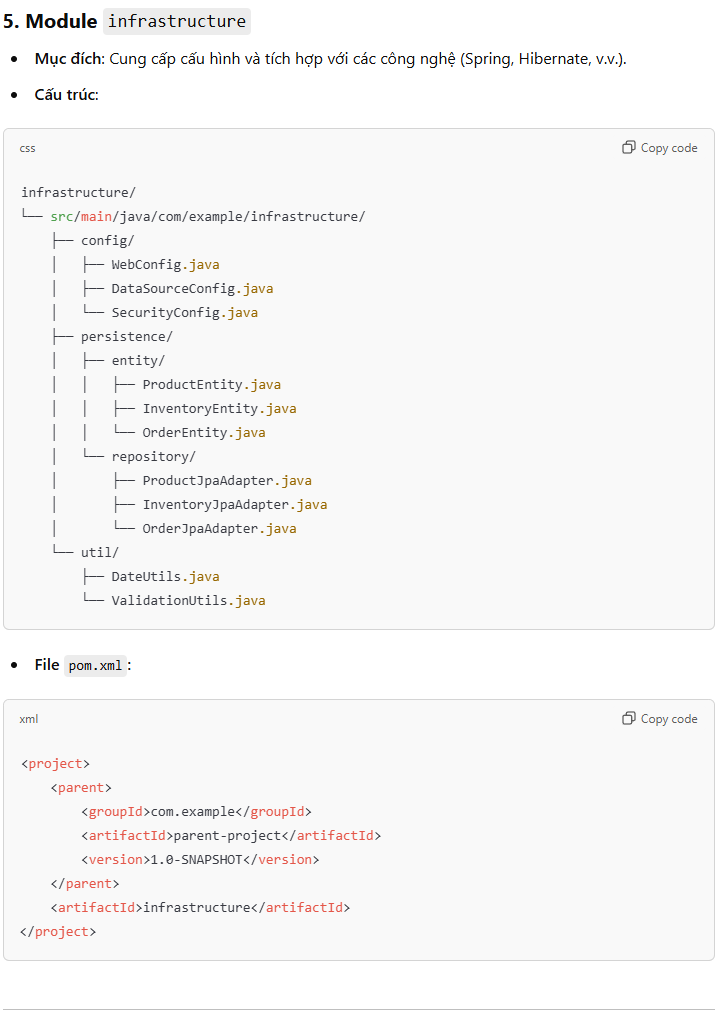 5. Module infrastructure
• Mục đích: Cung cấp cấu hình và tích hợp với các công nghệ (Spring, Hibernate, v.v.).
• Cấu trúc:
css Copy code
infrastructure/
└── src/main/java/com/example/infrastructure/
    ├── config/
    │   ├── WebConfig.java
    │   ├── DataSourceConfig.java
    │   └── SecurityConfig.java
    ├── persistence/
    │   ├── entity/
    │   │   ├── ProductEntity.java
    │   │   ├── InventoryEntity.java
    │   │   └── OrderEntity.java
    │   └── repository/
    │       ├── ProductJpaAdapter.java
    │       ├── InventoryJpaAdapter.java
    │       └── OrderJpaAdapter.java
    └── util/
        ├── DateUtils.java
        └── ValidationUtils.java
• File pom.xml:
xml Copy code
<project>
    <parent>
        <groupId>com.example</groupId>
        <artifactId>parent-project</artifactId>
        <version>1.0-SNAPSHOT</version>
    </parent>
    <artifactId>infrastructure</artifactId>
</project>